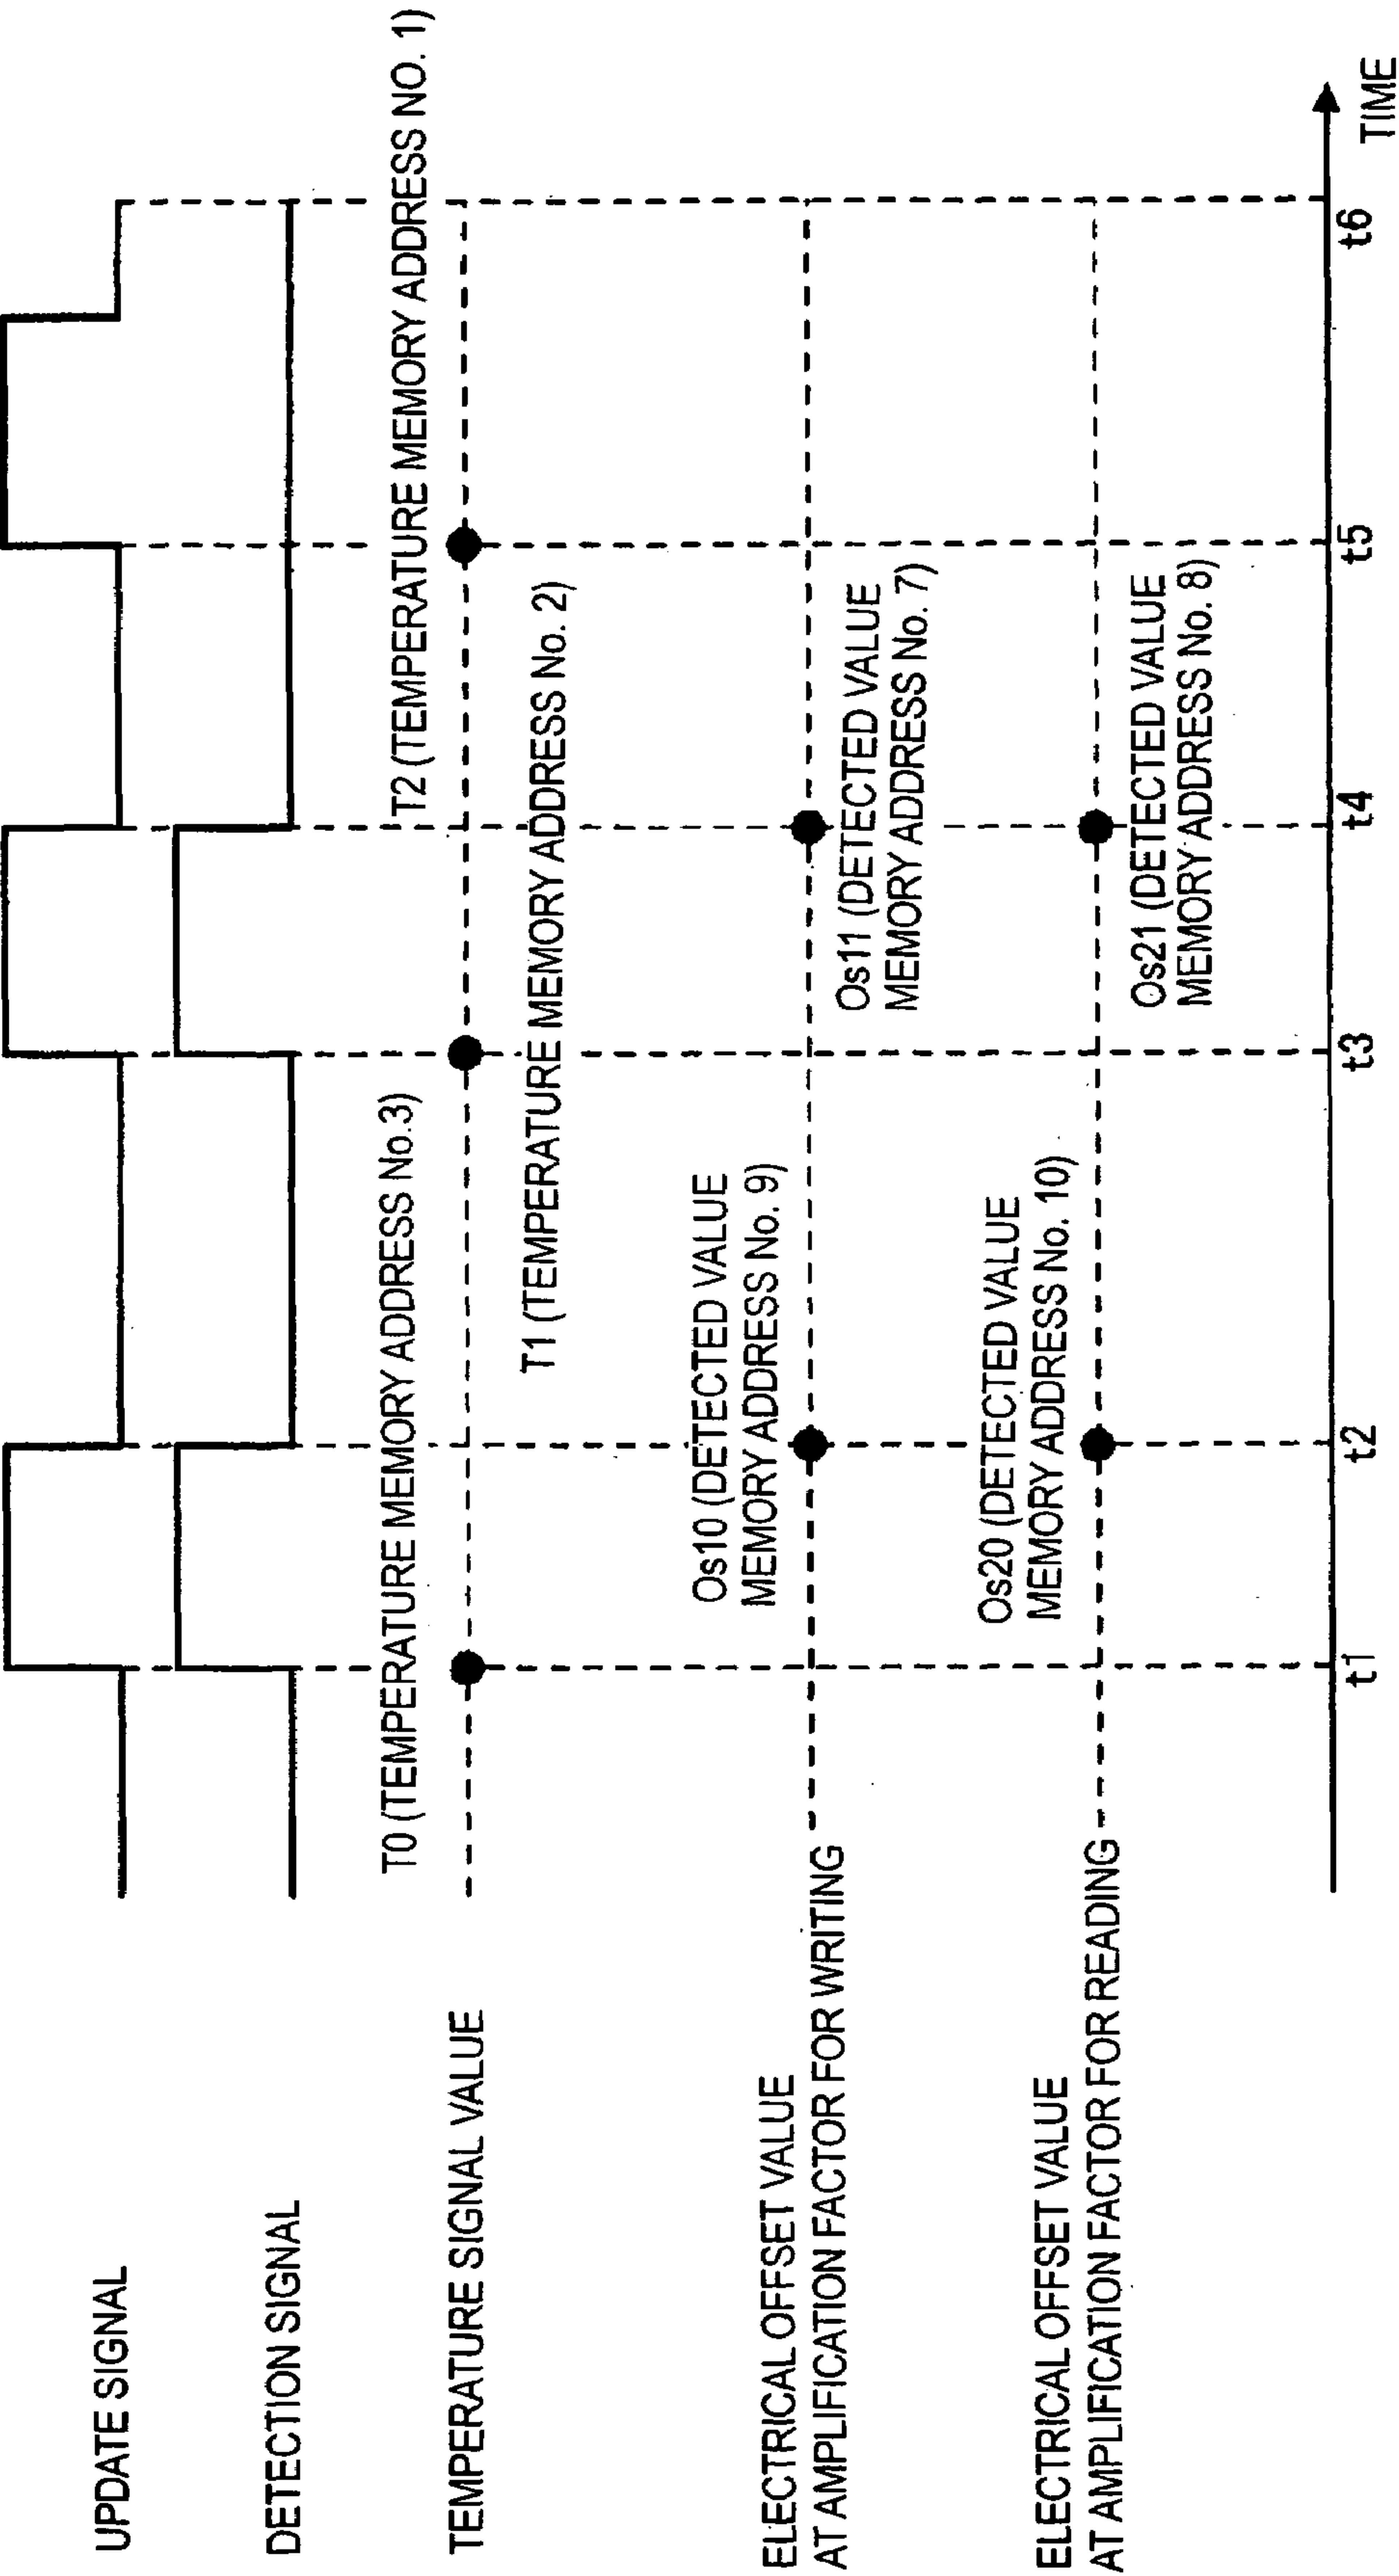 UPDATE SIGNAL
DETECTION SIGNAL
T0 (TEMPERATURE MEMORY ADDRESS No.3)
T2 (TEMPERATURE MEMORY ADDRESS NO. 1)
TEMPERATURE SIGNAL VALUE
T1 (TEMPERATURE MEMORY ADDRESS No. 2)
Os10 (DETECTED VALUE
MEMORY ADDRESS No. 9)
ELECTRICAL OFFSET VALUE
AT AMPLIFICATION FACTOR FOR WRITING
Os11 (DETECTED VALUE
MEMORY ADDRESS No. 7)
Os20 (DETECTED VALUE
MEMORY ADDRESS No. 10)
ELECTRICAL OFFSET VALUE
AT AMPLIFICATION FACTOR FOR READING
Os21 (DETECTED VALUE
MEMORY ADDRESS No. 8)
t1 t2 t3 t4 t5 t6
TIME